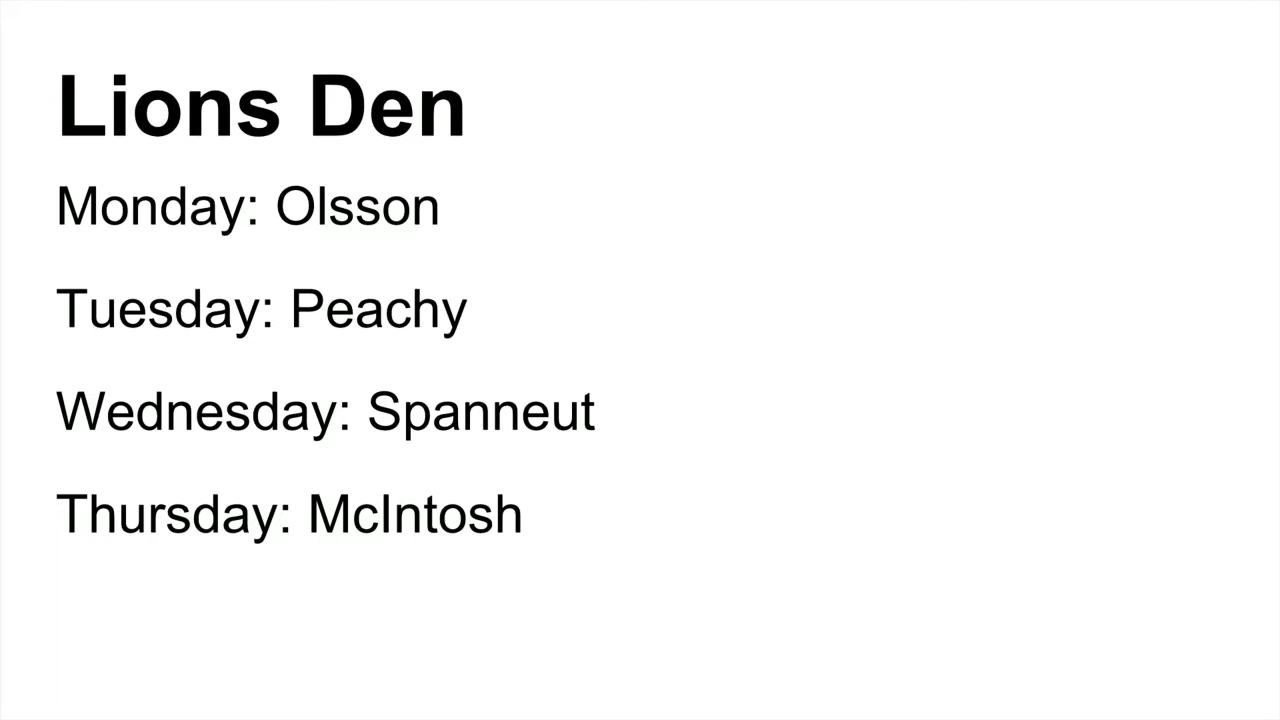 Lions Den
Monday: Olsson
Tuesday: Peachy
Wednesday: Spanneut
Thursday: McIntosh